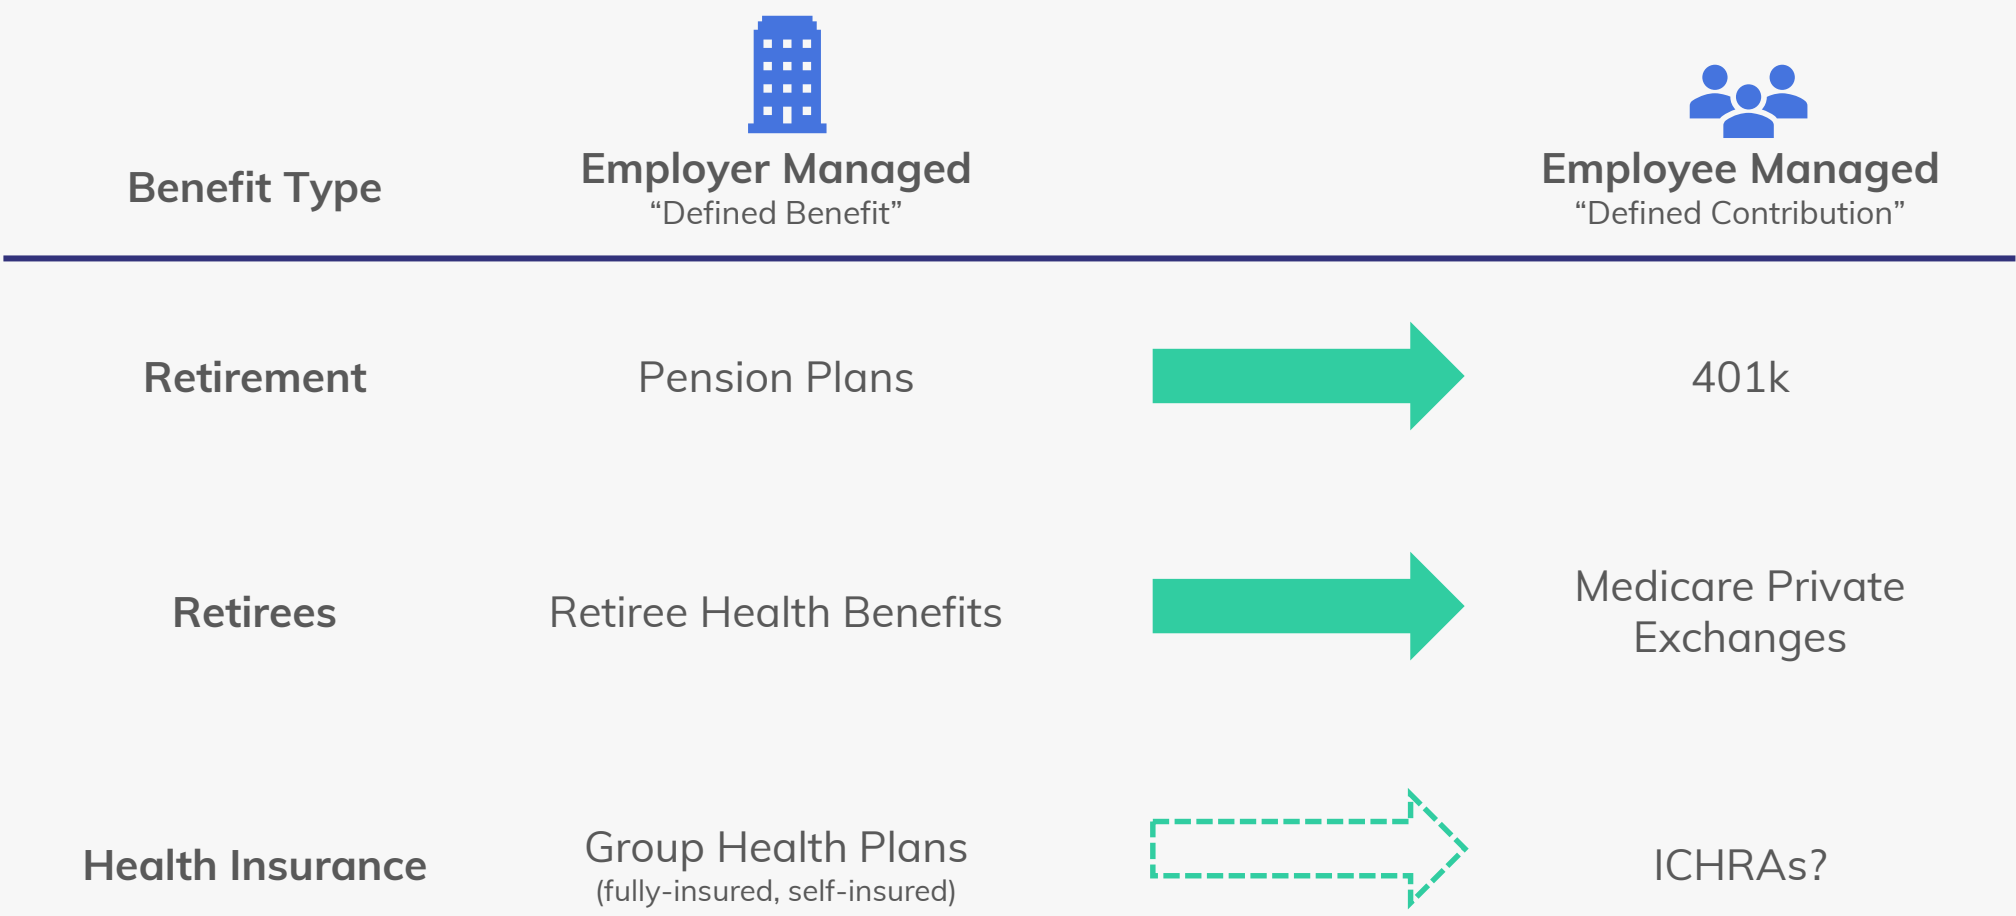 Benefit Type
Employer Managed
“Defined Benefit”
Employee Managed
“Defined Contribution”
Retirement
Pension Plans
401k
Retirees
Retiree Health Benefits
Medicare Private
Exchanges
Health Insurance
Group Health Plans
(fully-insured, self-insured)
ICHRAs?